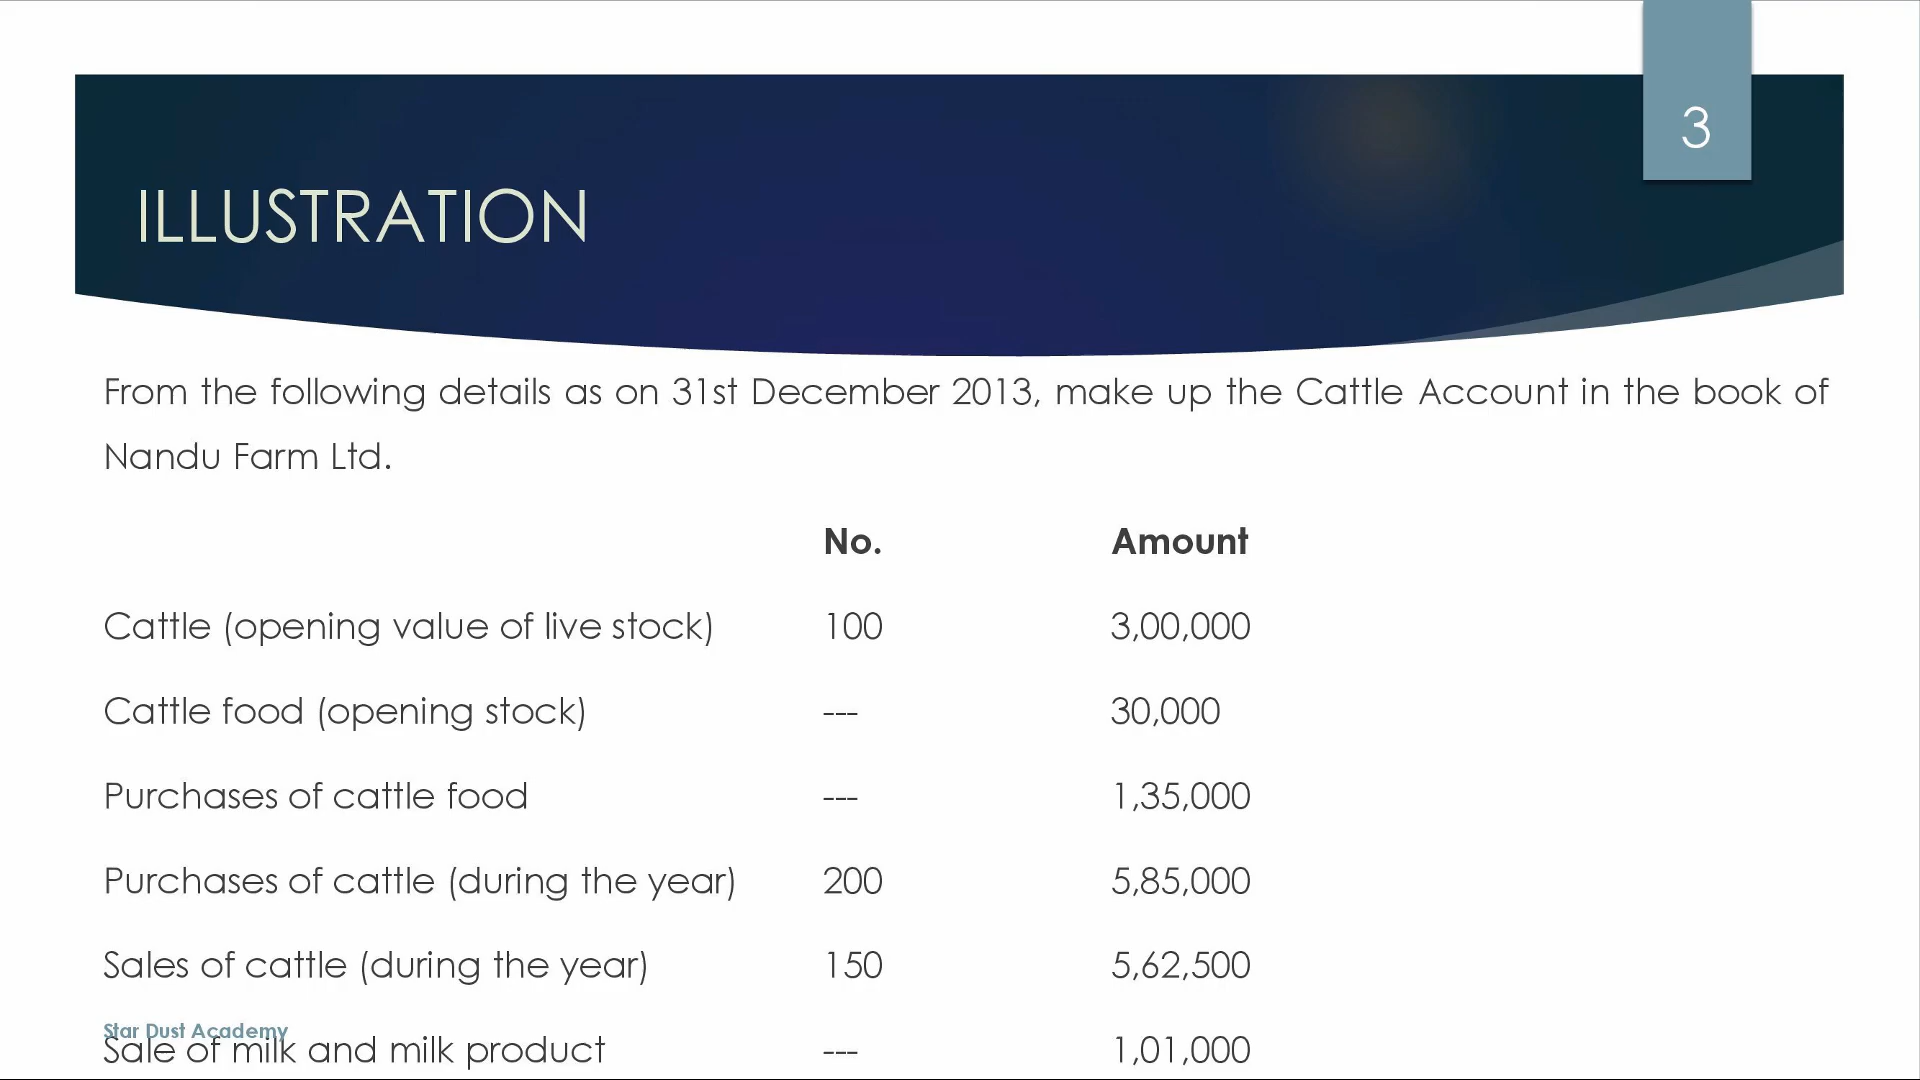 3
ILLUSTRATION
From the following details as on 31st December 2013, make up the Cattle Account in the book of
Nandu Farm Ltd.
No. Amount
Cattle (opening value of live stock) 100 3,00,000
Cattle food (opening stock) --- 30,000
Purchases of cattle food --- 1,35,000
Purchases of cattle (during the year) 200 5,85,000
Sales of cattle (during the year) 150 5,62,500
Star Dust Academy
Sale of milk and milk product --- 1,01,000